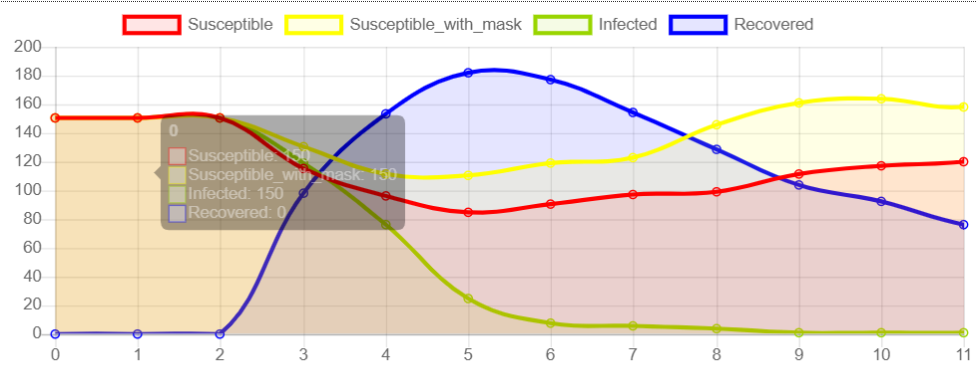 Susceptible Susceptible_with_mask Infected Recovered
200
180
160
140
120
100
80
60
40
20
0
0
Susceptible: 150
Susceptible_with_mask: 150
Infected: 150
Recovered: 0
0 1 2 3 4 5 6 7 8 9 10 11